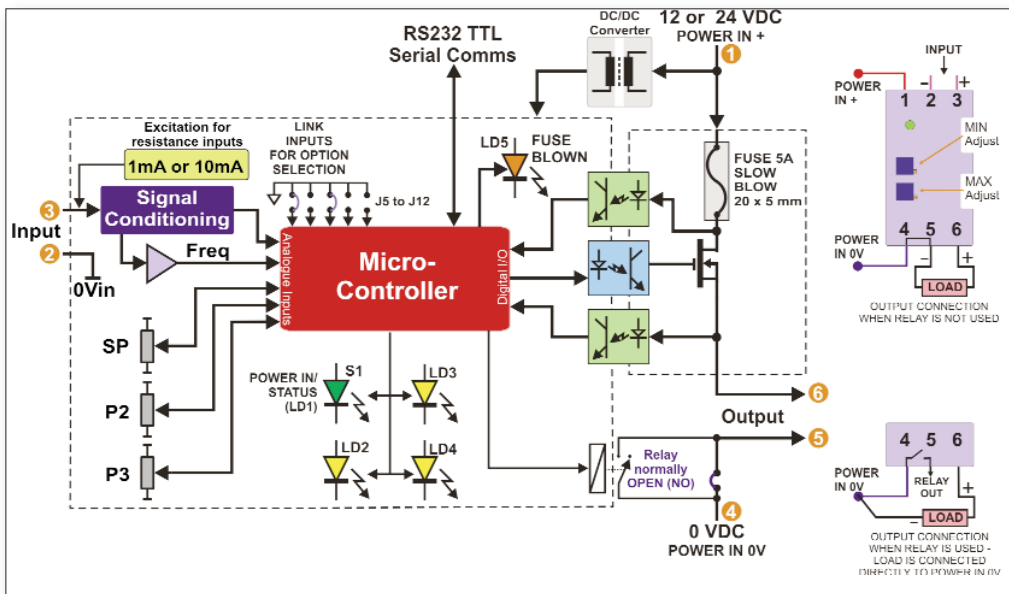 RS232 TTL
Serial Comms
DC/DC
Converter
12 or 24 VDC
POWER IN +
1
Excitation for
resistance inputs
1mA or 10mA
LINK
INPUTS
FOR OPTION
SELECTION
J5 to J12
LD5
FUSE
BLOWN
FUSE 5A
SLOW
BLOW
20 x 5 mm
3
Input
2
0Vin
Signal
Conditioning
Freq
Analogue Inputs
Micro-
Controller
Digital I/O
SP
P2
P3
POWER IN/
STATUS
(LD1)
S1
LD3
LD2
LD4
Relay
normally
OPEN (NO)
6
Output
5
4
0 VDC
POWER IN 0V
INPUT
- +
POWER
IN +
1 2 3
MIN
Adjust
MAX
Adjust
4 5 6
POWER
IN 0V
- +
LOAD
OUTPUT CONNECTION
WHEN RELAY IS NOT USED
4 5 6
POWER
IN 0V
RELAY
OUT
+
- LOAD
OUTPUT CONNECTION
WHEN RELAY IS USED -
LOAD IS CONNECTED
DIRECTLY TO POWER IN 0V